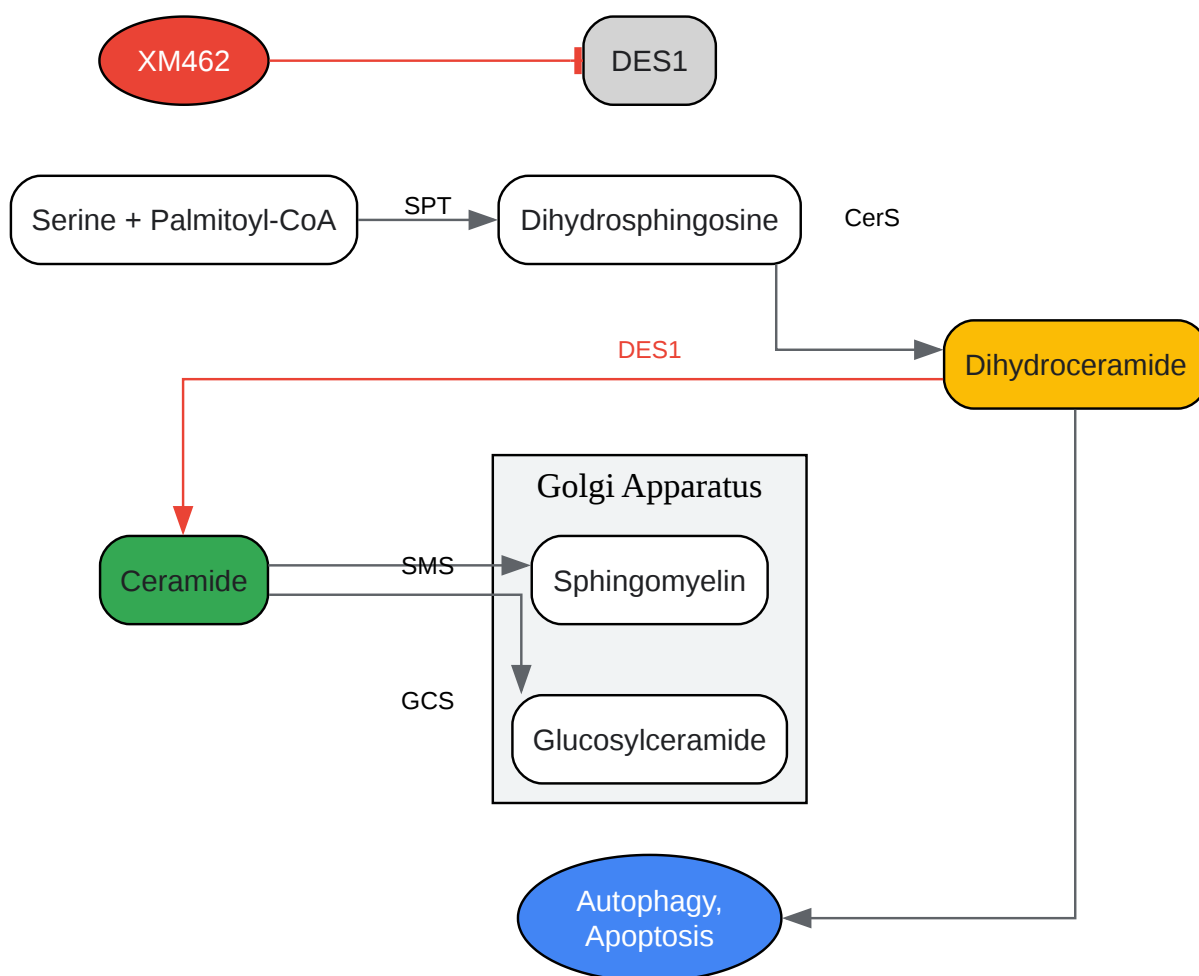 XM462
DES1
Serine + Palmitoyl-CoA
SPT
Dihydrosphingosine
CerS
DES1
Dihydroceramide
Golgi Apparatus
Ceramide
SMS
Sphingomyelin
GCS
Glucosylceramide
Autophagy,
Apoptosis